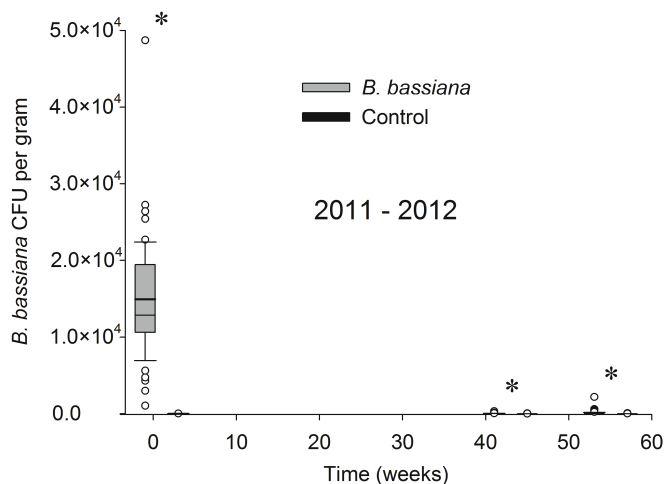 5.0×10⁴
*
4.0×10⁴
B. bassiana
Control
3.0×10⁴
2011 - 2012
2.0×10⁴
1.0×10⁴
* *
0.0
B. bassiana CFU per gram
0 10 20 30 40 50 60
Time (weeks)